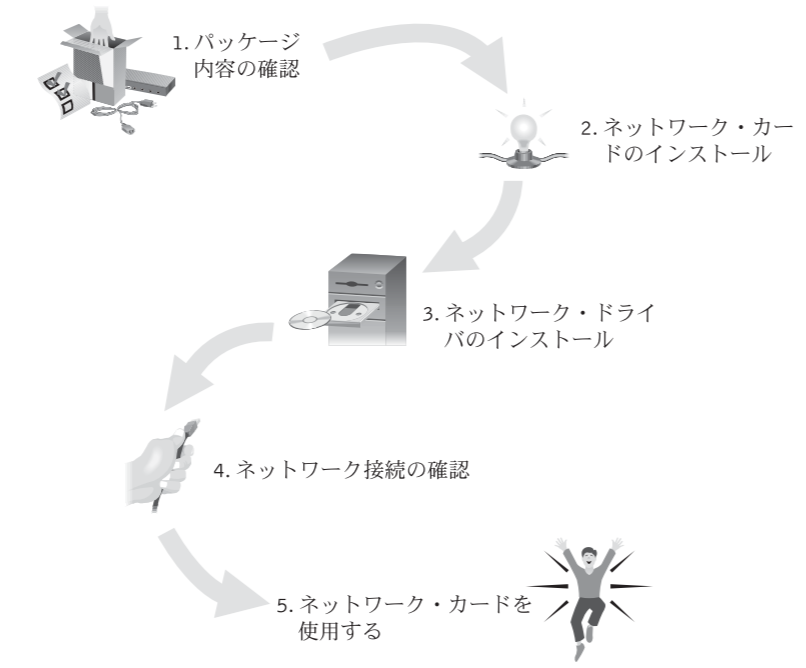 1. パッケージ
内容の確認
2. ネットワーク・カー
ドのインストール
3. ネットワーク・ドライ
バのインストール
4. ネットワーク接続の確認
5. ネットワーク・カードを
使用する